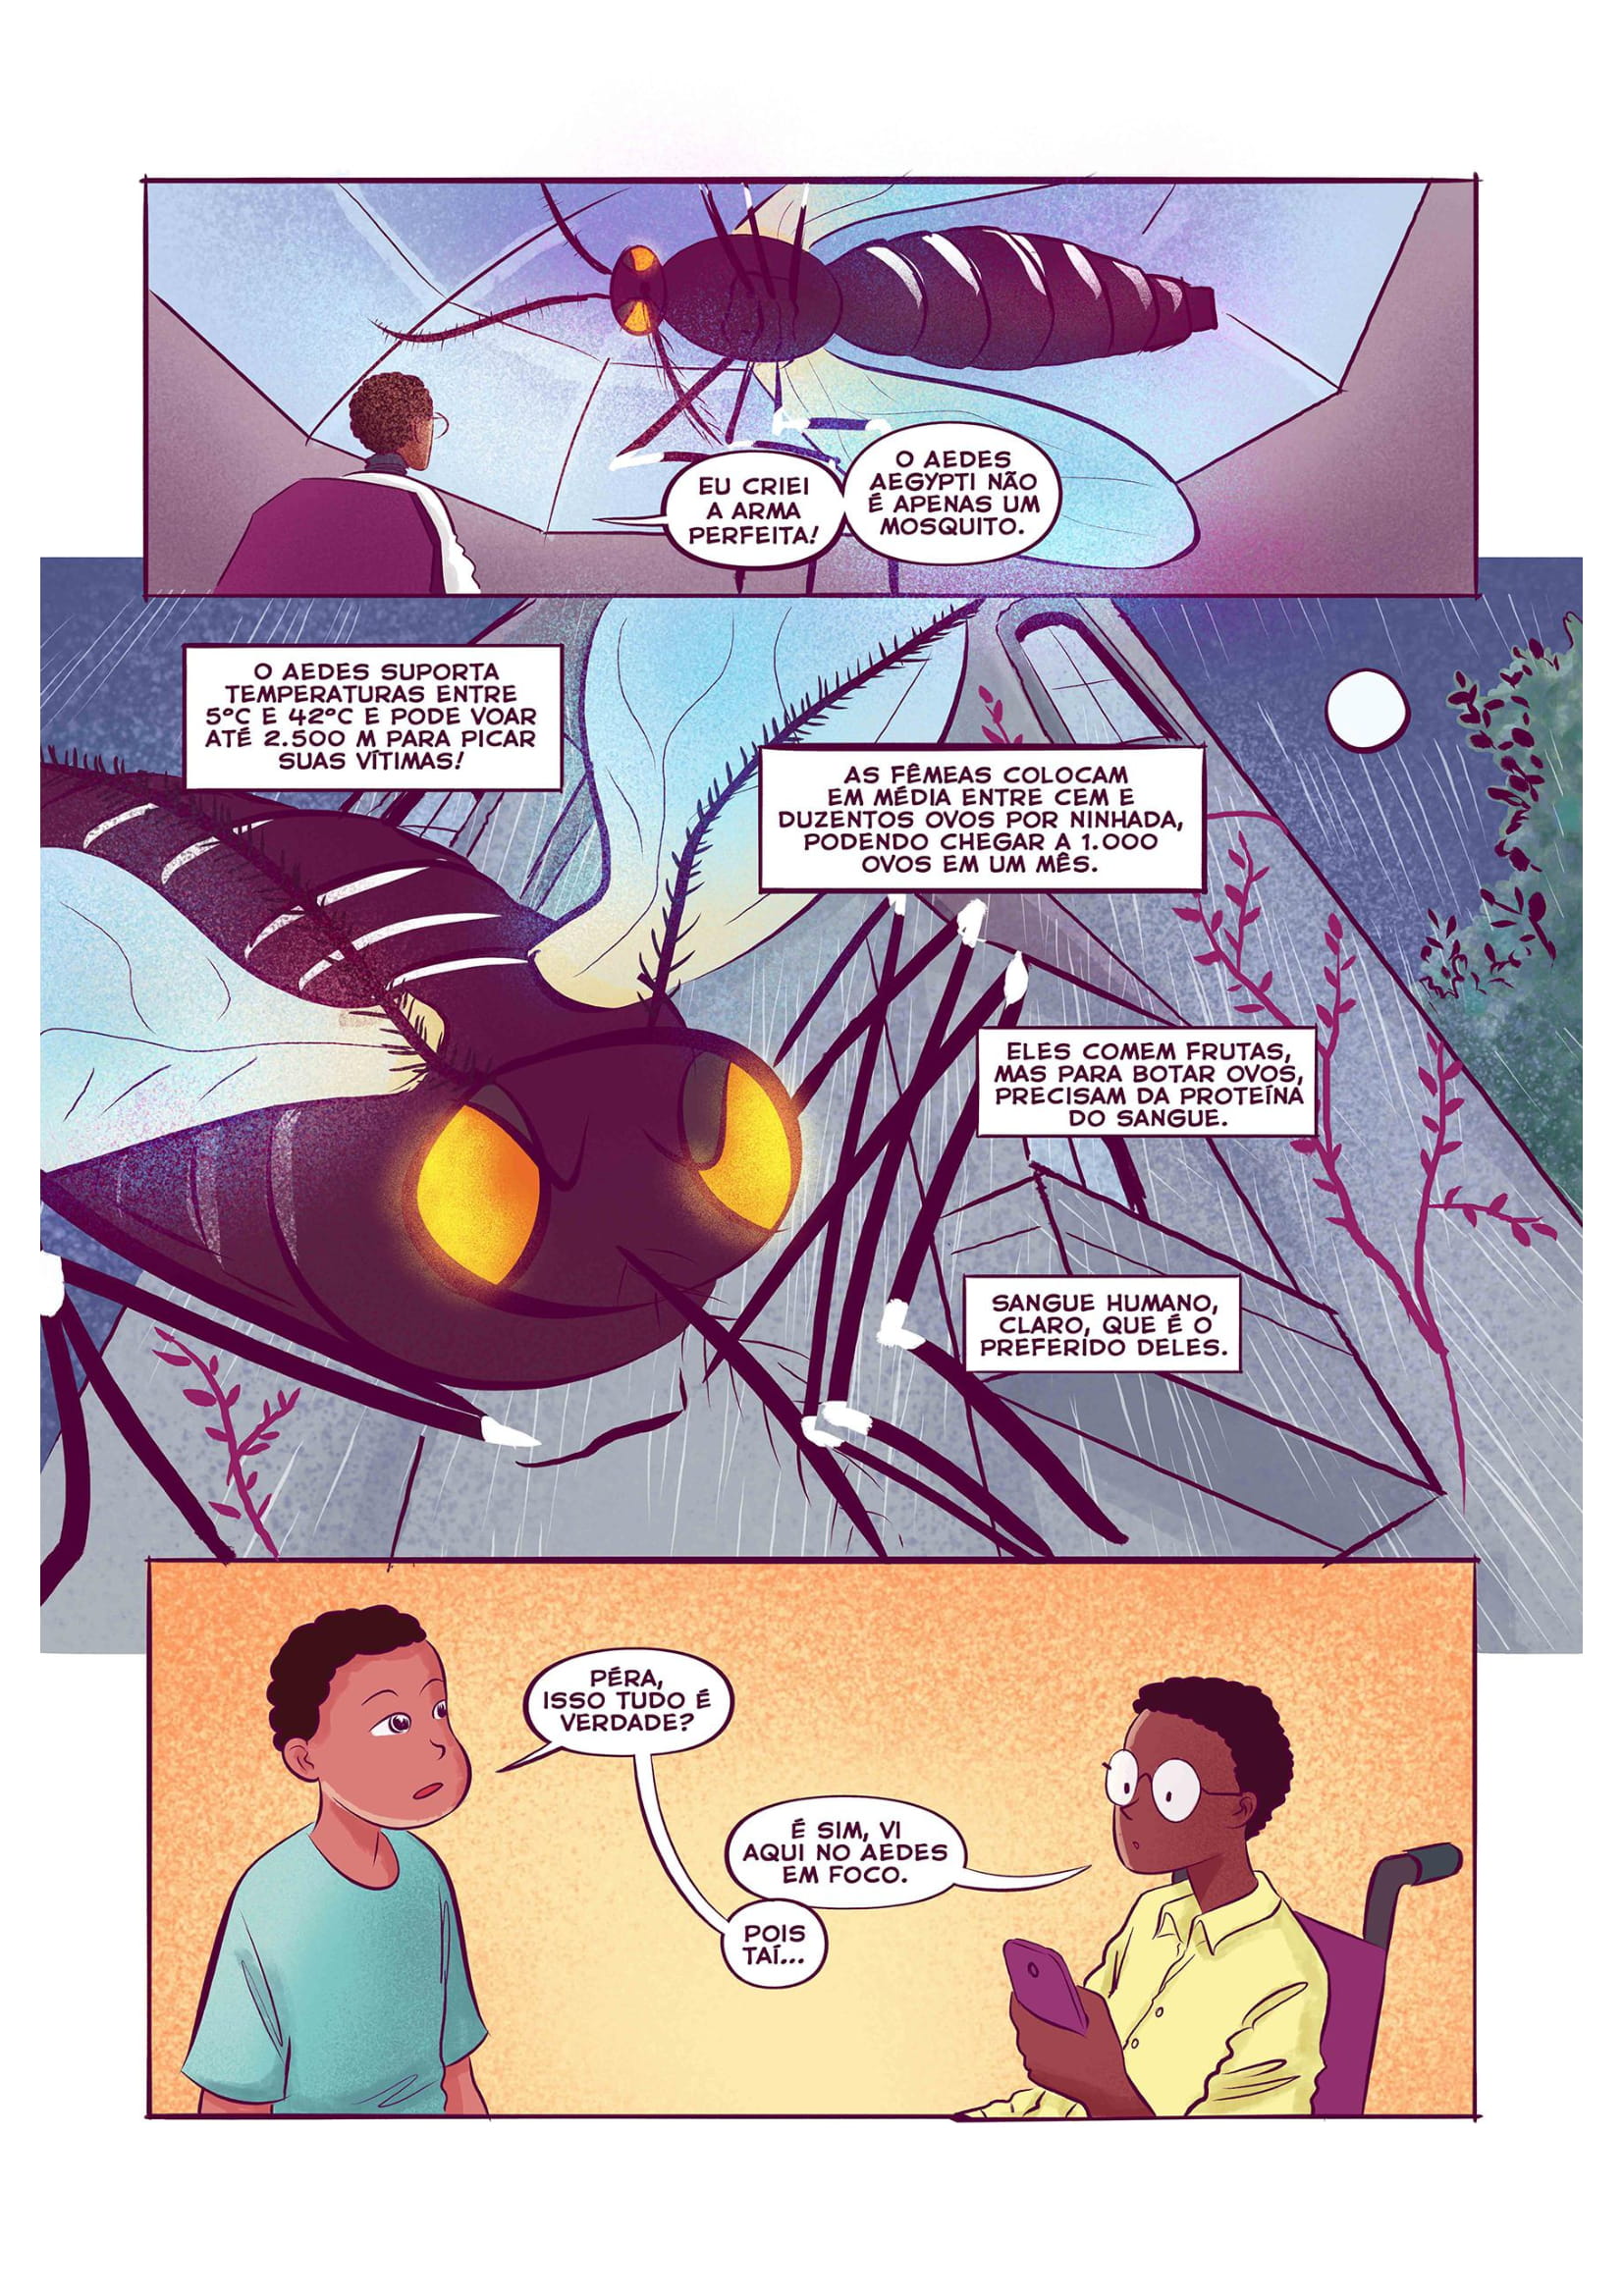 EU CRIEI
A ARMA
PERFEITA!
O AEDES
AEGYPTI NÃO
É APENAS UM
MOSQUITO.
O AEDES SUPORTA
TEMPERATURAS ENTRE
5°C E 42°C E PODE VOAR
ATÉ 2.500 M PARA PICAR
SUAS VÍTIMAS!
AS FÊMEAS COLOCAM
EM MÉDIA ENTRE CEM E
DUZENTOS OVOS POR NINHADA,
PODENDO CHEGAR A 1.000
OVOS EM UM MÊS.
ELES COMEM FRUTAS,
MAS PARA BOTAR OVOS,
PRECISAM DA PROTEÍNA
DO SANGUE.
SANGUE HUMANO,
CLARO, QUE É O
PREFERIDO DELES.
PÉRA,
ISSO TUDO É
VERDADE?
É SIM, VI
AQUI NO AEDES
EM FOCO.
POIS
TAÍ...